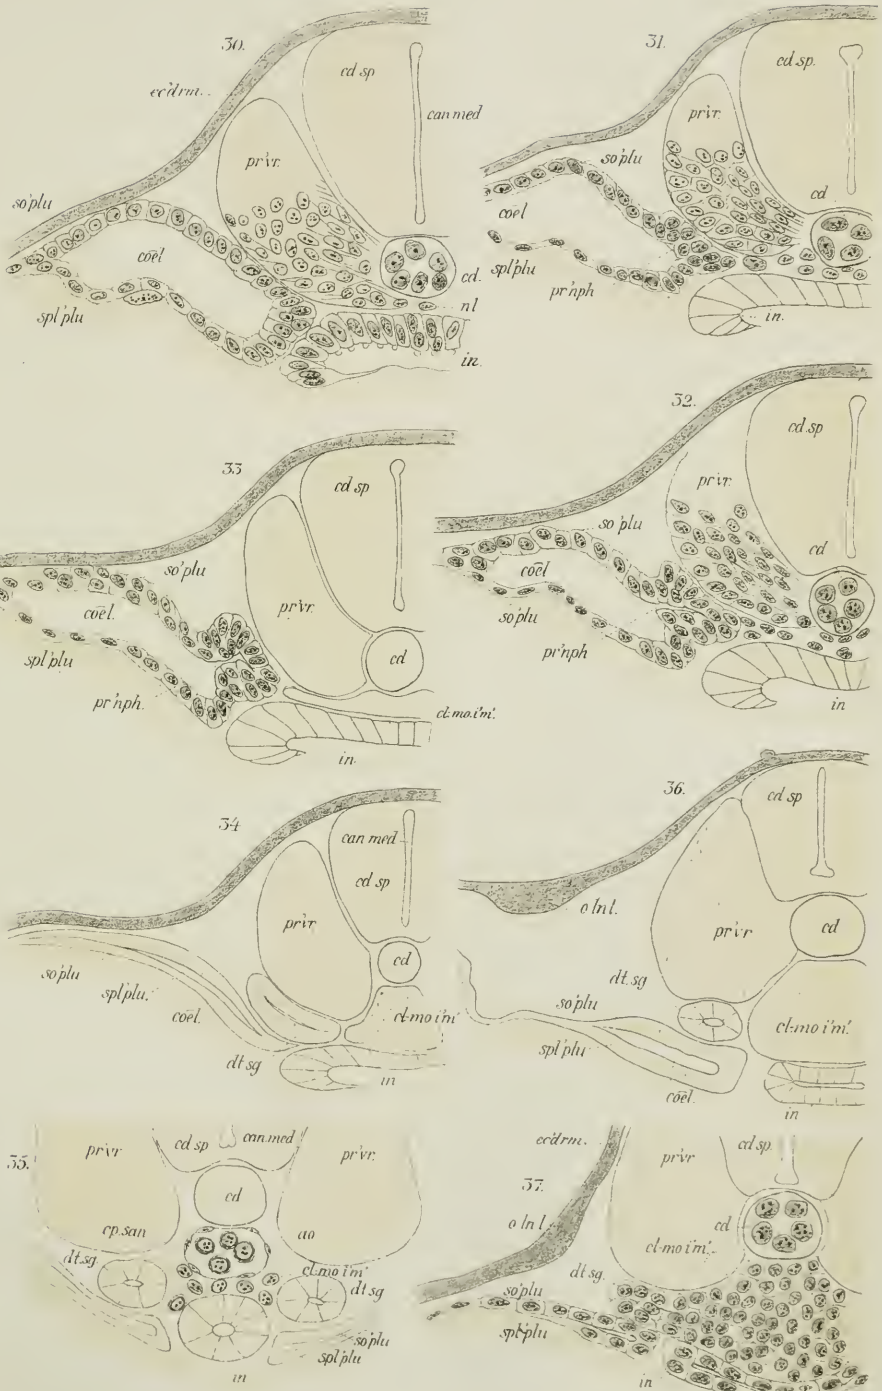 30.
ec'drm.
cd.sp
can.med
pr'vr.
so'plu
cōēl
spl'plu
cd.
nl
in.
31.
cd.sp.
pr'vr.
so'plu
cd
coel
spl'plu
pr'nph
in.
32.
cd.sp
pr'vr.
so'plu
cd
cōel
so'plu
pr'nph.
in
33
cd.sp
so'plu
pr'vr.
cōēl.
spl'plu
cd
pr'nph.
cl-mo.i'm'.
in.
34
can med
cd.sp
pr'vr
so'plu
spl'plu.
cōel.
cd
cl-mo i'm'
dt.sg
in
36.
cd.sp
o ln l.
pr'vr
cd
dt.sg
so'plu
cl-mo i'm'.
spl'plu
cōel.
in
35.
pr'vr
cd sp
can.med
pr'vr.
cd
cp.san
ao
dt.sg.
cl-mo i'm'
dt sg
so'plu
spl'plu
in
37.
ec'drm.
pr'vr
cd.sp.
o ln l.
cd
cl-mo i'm'.
dt sg.
so'plu
spl'plu
in